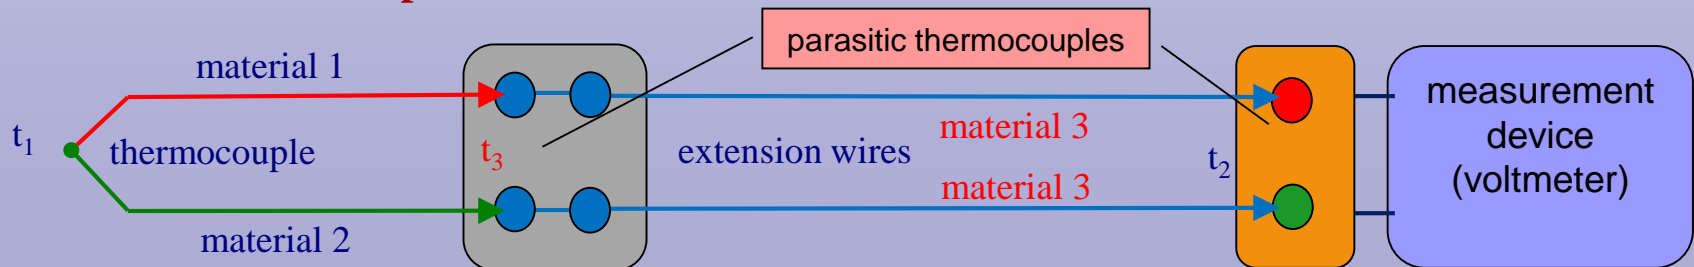 parasitic thermocouples
material 1
measurement
device
(voltmeter)
material 3
t₁
thermocouple
t₃
extension wires
t₂
material 3
material 2